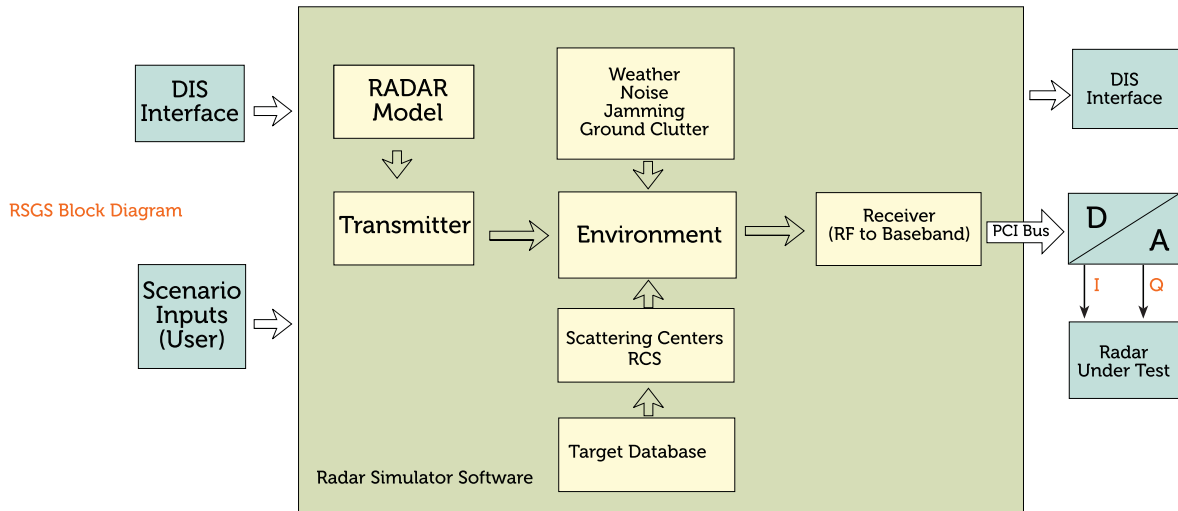 DIS
Interface
RSGS Block Diagram
Scenario
Inputs
(User)
RADAR
Model
Transmitter
Weather
Noise
Jamming
Ground Clutter
Environment
Scattering Centers
RCS
Target Database
Radar Simulator Software
Receiver
(RF to Baseband)
PCI Bus
DIS
Interface
D
A
I
Q
Radar
Under Test